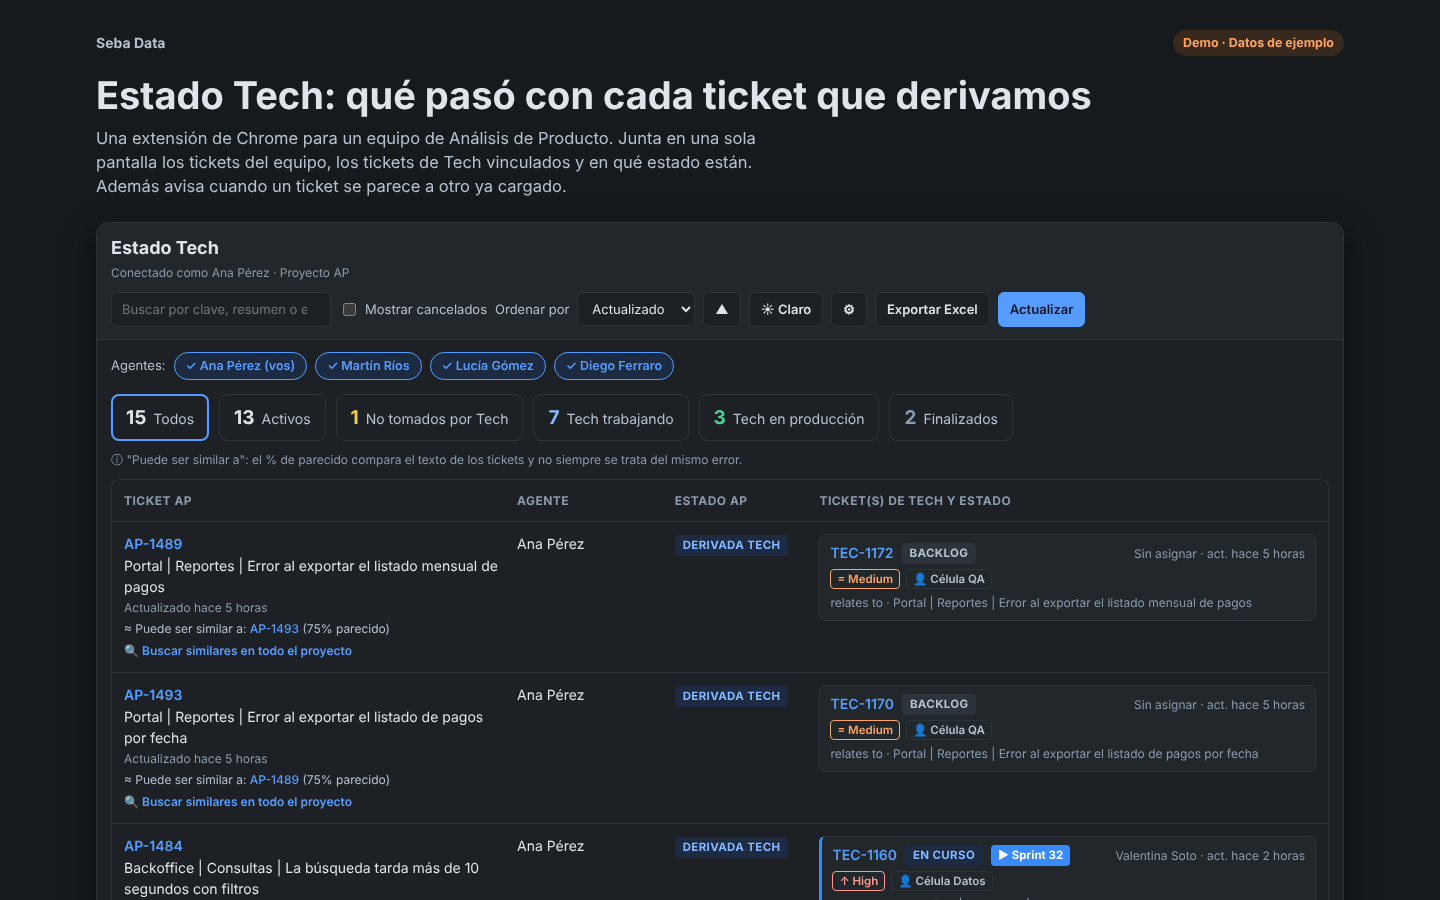 Seba Data
Demo · Datos de ejemplo
Estado Tech: qué pasó con cada ticket que derivamos
Una extensión de Chrome para un equipo de Análisis de Producto. Junta en una sola
pantalla los tickets del equipo, los tickets de Tech vinculados y en qué estado están.
Además avisa cuando un ticket se parece a otro ya cargado.
Estado Tech
Conectado como Ana Pérez · Proyecto AP
Buscar por clave, resumen o e
Mostrar cancelados
Ordenar por
Actualizado
▲
☀ Claro
⚙
Exportar Excel
Actualizar
Agentes:
✓ Ana Pérez (vos)
✓ Martín Ríos
✓ Lucía Gómez
✓ Diego Ferraro
15 Todos
13 Activos
1 No tomados por Tech
7 Tech trabajando
3 Tech en producción
2 Finalizados
ⓘ "Puede ser similar a": el % de parecido compara el texto de los tickets y no siempre se trata del mismo error.
TICKET AP
AGENTE
ESTADO AP
TICKET(S) DE TECH Y ESTADO
AP-1489
Portal | Reportes | Error al exportar el listado mensual de
pagos
Actualizado hace 5 horas
≈ Puede ser similar a: AP-1493 (75% parecido)
🔍 Buscar similares en todo el proyecto
Ana Pérez
DERIVADA TECH
TEC-1172 BACKLOG
Sin asignar · act. hace 5 horas
= Medium
👤 Célula QA
relates to · Portal | Reportes | Error al exportar el listado mensual de pagos
AP-1493
Portal | Reportes | Error al exportar el listado de pagos
por fecha
Actualizado hace 5 horas
≈ Puede ser similar a: AP-1489 (75% parecido)
🔍 Buscar similares en todo el proyecto
Ana Pérez
DERIVADA TECH
TEC-1170 BACKLOG
Sin asignar · act. hace 5 horas
= Medium
👤 Célula QA
relates to · Portal | Reportes | Error al exportar el listado de pagos por fecha
AP-1484
Backoffice | Consultas | La búsqueda tarda más de 10
segundos con filtros
Ana Pérez
DERIVADA TECH
TEC-1160 EN CURSO ▶ Sprint 32
Valentina Soto · act. hace 2 horas
↑ High
👤 Célula Datos